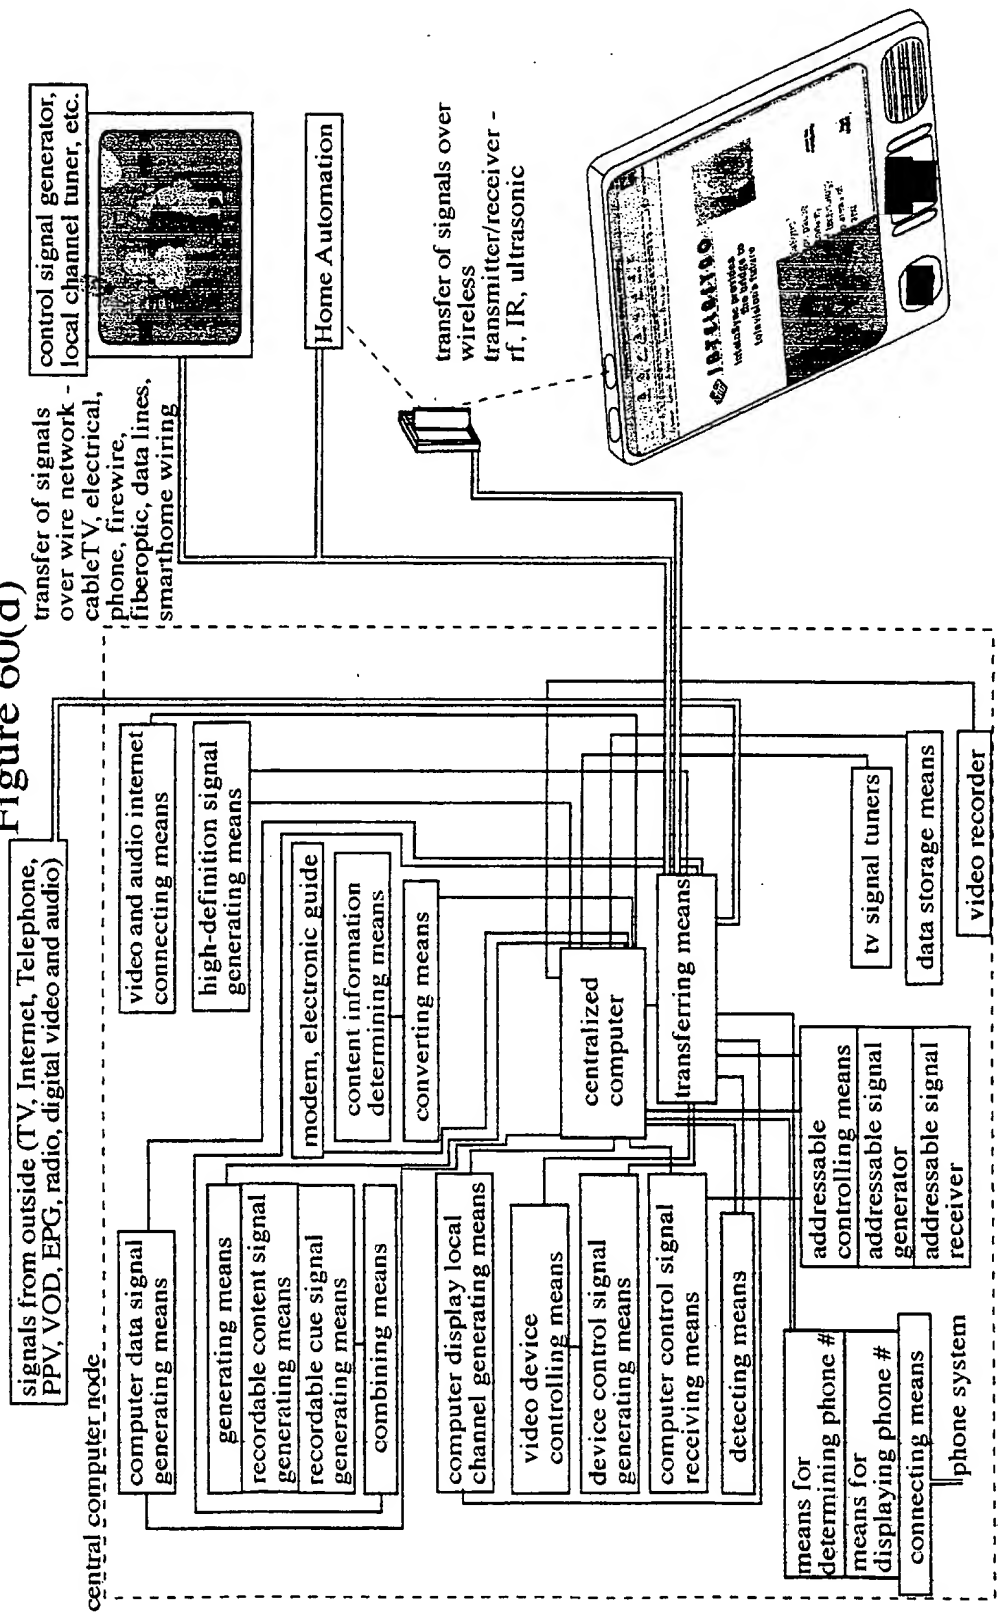 Figure 60(d)
signals from outside (TV, Internet, Telephone,
PPV, VOD, EPG, radio, digital video and audio)
central computer node
computer data signal
generating means
generating means
recordable content signal
generating means
recordable cue signal
generating means
combining means
computer display local
channel generating means
video device
controlling means
device control signal
generating means
computer control signal
receiving means
detecting means
means for
determining phone #
means for
displaying phone #
connecting means
phone system
video and audio internet
connecting means
high-definition signal
generating means
modem, electronic guide
content information
determining means
converting means
centralized
computer
transferring means
addressable
controlling means
addressable signal
generator
addressable signal
receiver
tv signal tuners
data storage means
video recorder
transfer of signals
over wire network -
cableTV, electrical,
phone, firewire,
fiberoptic, data lines,
smarthome wiring
control signal generator,
local channel tuner, etc.
Home Automation
transfer of signals over
wireless
transmitter/receiver -
rf, IR, ultrasonic
the bridge to
television's future